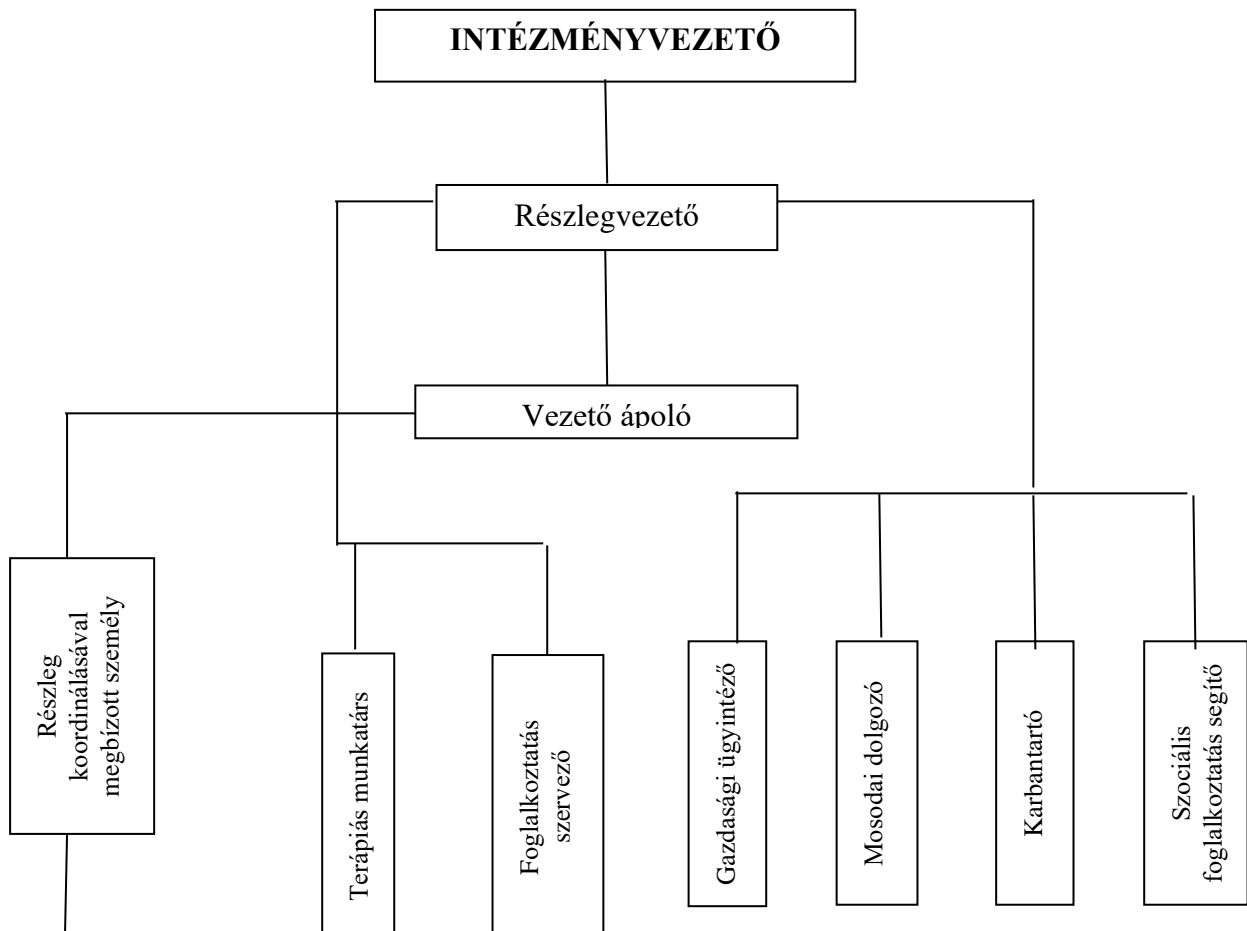 INTÉZMÉNYVEZETŐ
Részlegvezető
Vezető ápoló
Részleg
koordinálásával
megbízott személy
Terápiás munkatárs
Foglalkoztatás
szervező
Gazdasági ügyintéző
Mosodai dolgozó
Karbantartó
Szociális
foglalkoztatás segítő